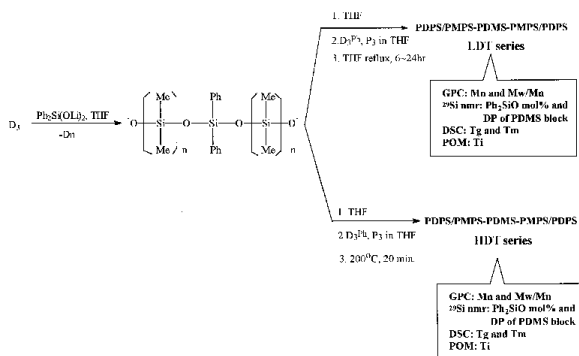 1. THF
2.D₃ᴾʰ, P₃ in THF
3. THF reflux, 6~24hr
PDPS/PMPS-PDMS-PMPS/PDPS
LDT series
GPC: Mn and Mw/Mn
²⁹Si nmr: Ph₂SiO mol% and
DP of PDMS block
DSC: Tg and Tm
POM: Ti
D₃
Ph₂Si(OLi)₂, THF
-Dn
Me Ph Me
⁻O Si O Si O Si O⁻
Me n Ph Me n
1. THF
2.D₃ᴾʰ, P₃ in THF
3. 200°C, 20 min.
PDPS/PMPS-PDMS-PMPS/PDPS
HDT series
GPC: Mn and Mw/Mn
²⁹Si nmr: Ph₂SiO mol% and
DP of PDMS block
DSC: Tg and Tm
POM: Ti